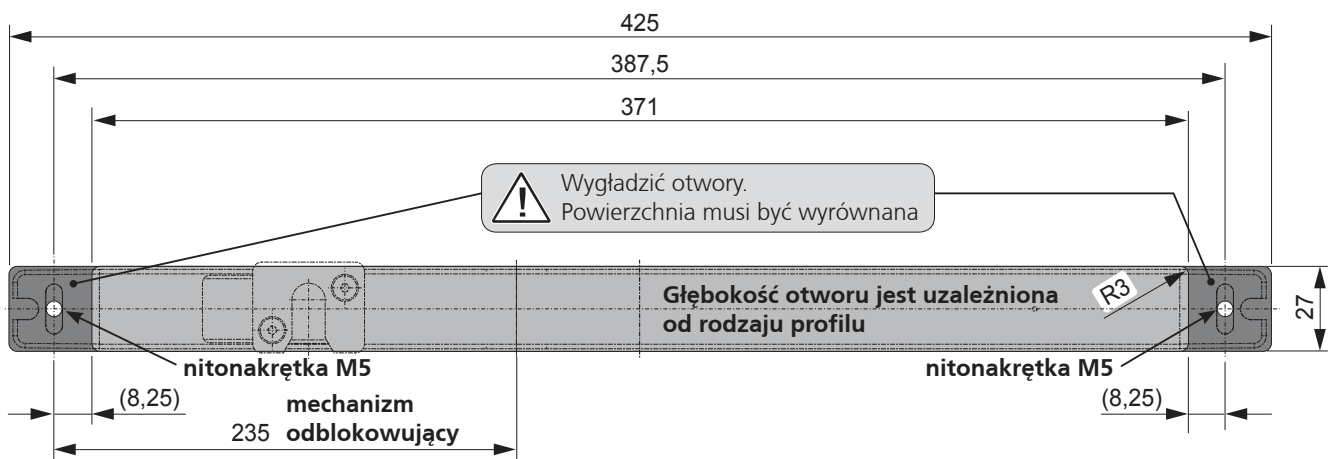 425
387,5
371
Wygładzić otwory.
Powierzchnia musi być wyrównana
Głębokość otworu jest uzależniona
od rodzaju profilu
R3
27
nitonakrętka M5
nitonakrętka M5
(8,25)
mechanizm
odblokowujący
(8,25)
235